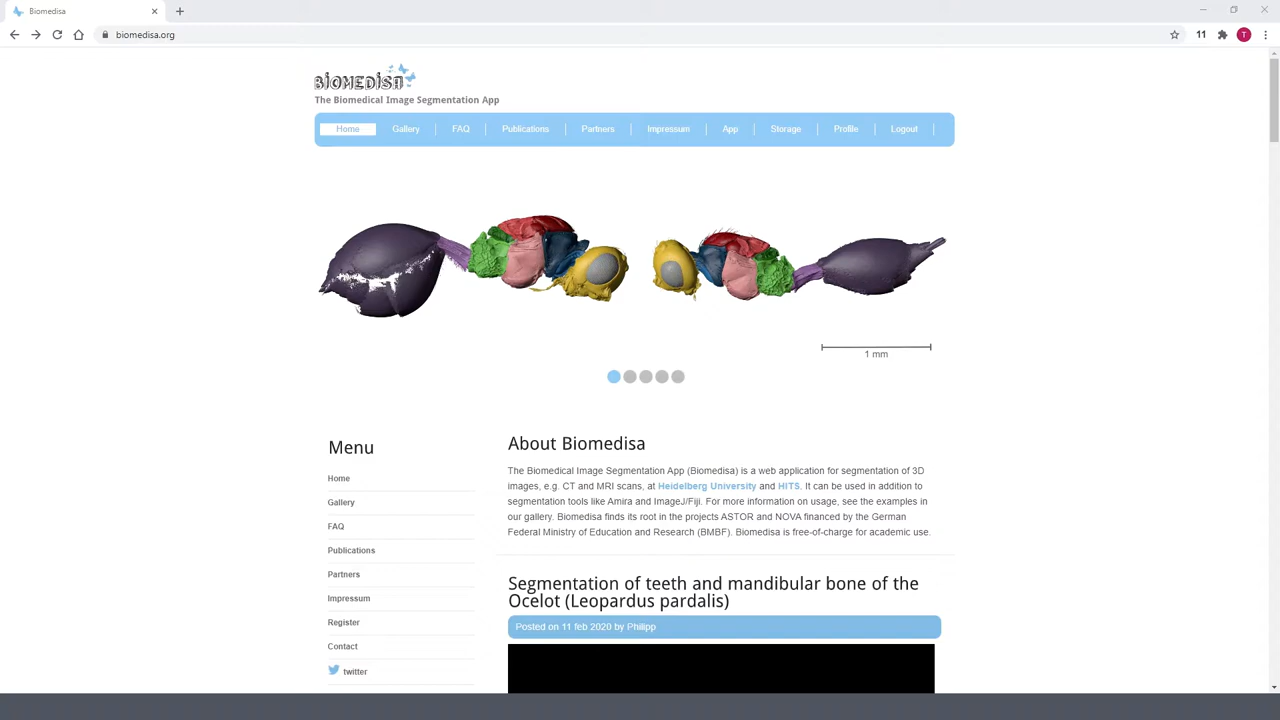 Biomedisa
biomedisa.org
11
T
BiOMEDiSA
The Biomedical Image Segmentation App
Home
Gallery
FAQ
Publications
Partners
Impressum
App
Storage
Profile
Logout
1 mm
Menu
Home
Gallery
FAQ
Publications
Partners
Impressum
Register
Contact
twitter
About Biomedisa
The Biomedical Image Segmentation App (Biomedisa) is a web application for segmentation of 3D
images, e.g. CT and MRI scans, at Heidelberg University and HITS. It can be used in addition to
segmentation tools like Amira and ImageJ/Fiji. For more information on usage, see the examples in
our gallery. Biomedisa finds its root in the projects ASTOR and NOVA financed by the German
Federal Ministry of Education and Research (BMBF). Biomedisa is free-of-charge for academic use.
Segmentation of teeth and mandibular bone of the
Ocelot (Leopardus pardalis)
Posted on 11 feb 2020 by Philipp